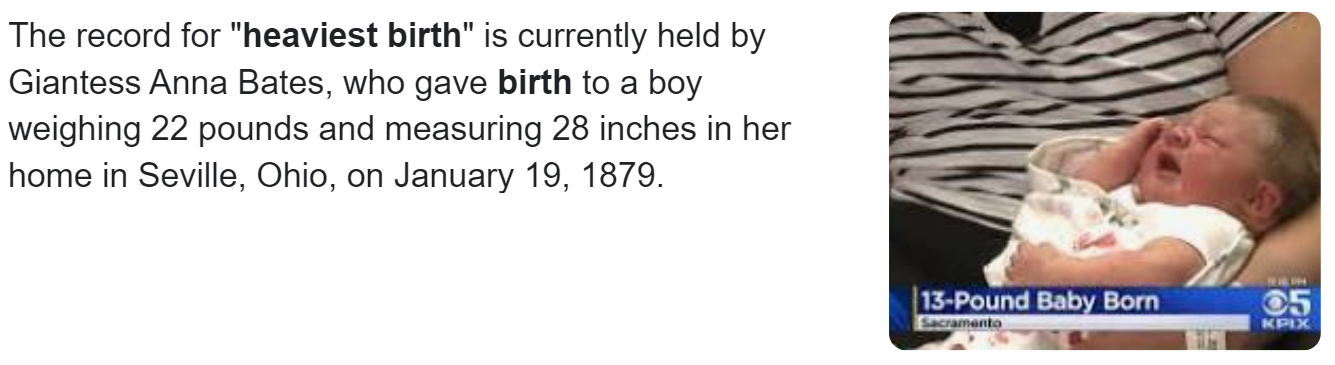 The record for "heaviest birth" is currently held by
Giantess Anna Bates, who gave birth to a boy
weighing 22 pounds and measuring 28 inches in her
home in Seville, Ohio, on January 19, 1879.
13-Pound Baby Born
Sacramento
5
KPIX